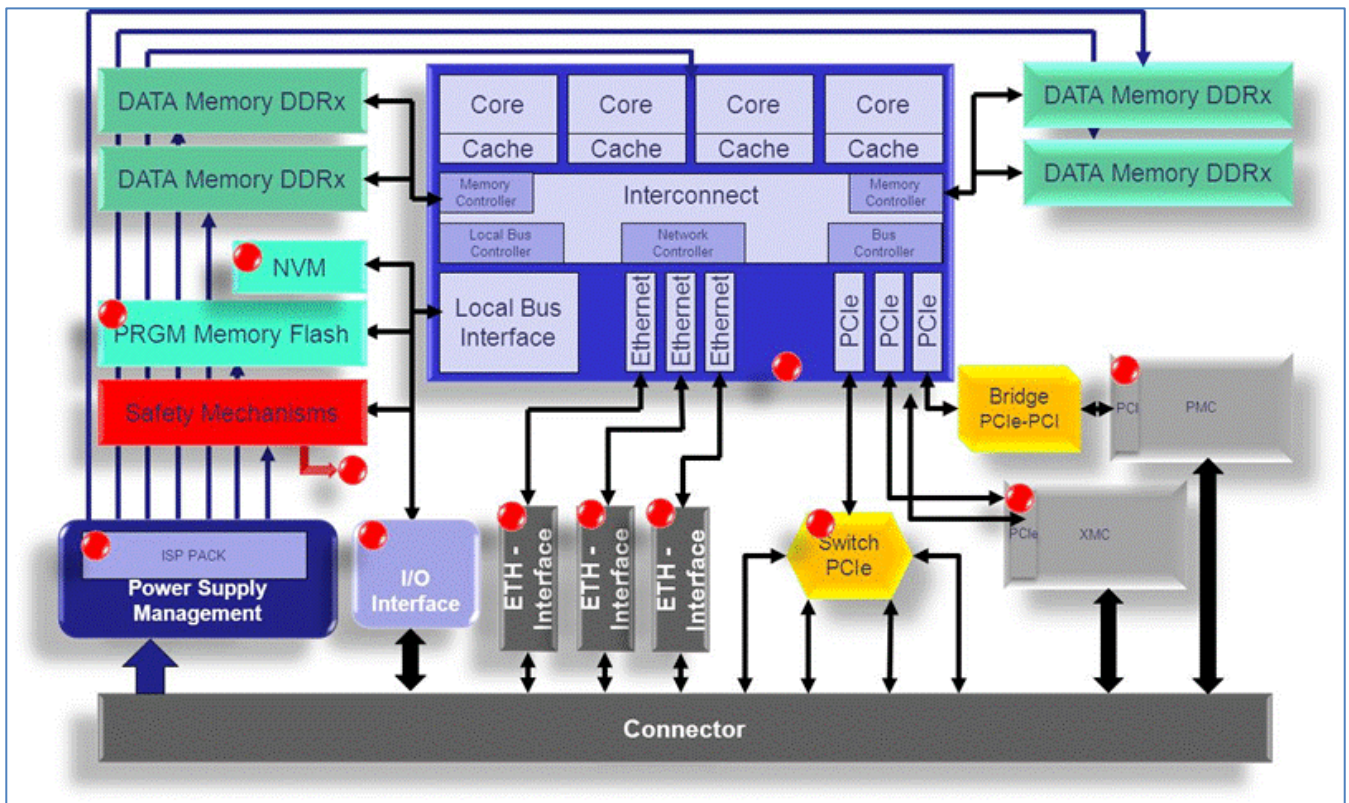 DATA Memory DDRx
DATA Memory DDRx
NVM
PRGM Memory Flash
Safety Mechanisms
ISP PACK
Power Supply
Management
I/O
Interface
Core
Core
Core
Core
Cache
Cache
Cache
Cache
Memory
Controller
Interconnect
Memory
Controller
Local Bus
Controller
Network
Controller
Bus
Controller
Local Bus
Interface
Ethernet
Ethernet
Ethernet
PCIe
PCIe
PCIe
DATA Memory DDRx
DATA Memory DDRx
Bridge
PCIe-PCI
PCI
PMC
PCIe
XMC
ETH -
Interface
ETH -
Interface
ETH -
Interface
Switch
PCIe
Connector